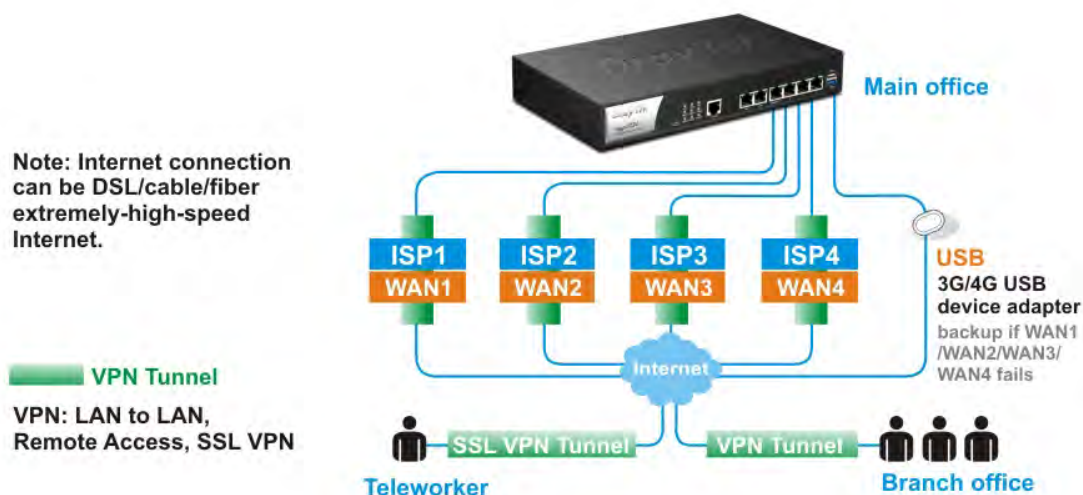 DrayTek
Main office
Note: Internet connection
can be DSL/cable/fiber
extremely-high-speed
Internet.
ISP1
WAN1
ISP2
WAN2
ISP3
WAN3
ISP4
WAN4
USB
3G/4G USB
device adapter
backup if WAN1
/WAN2/WAN3/
WAN4 fails
Internet
VPN Tunnel
VPN: LAN to LAN,
Remote Access, SSL VPN
SSL VPN Tunnel
VPN Tunnel
Teleworker
Branch office